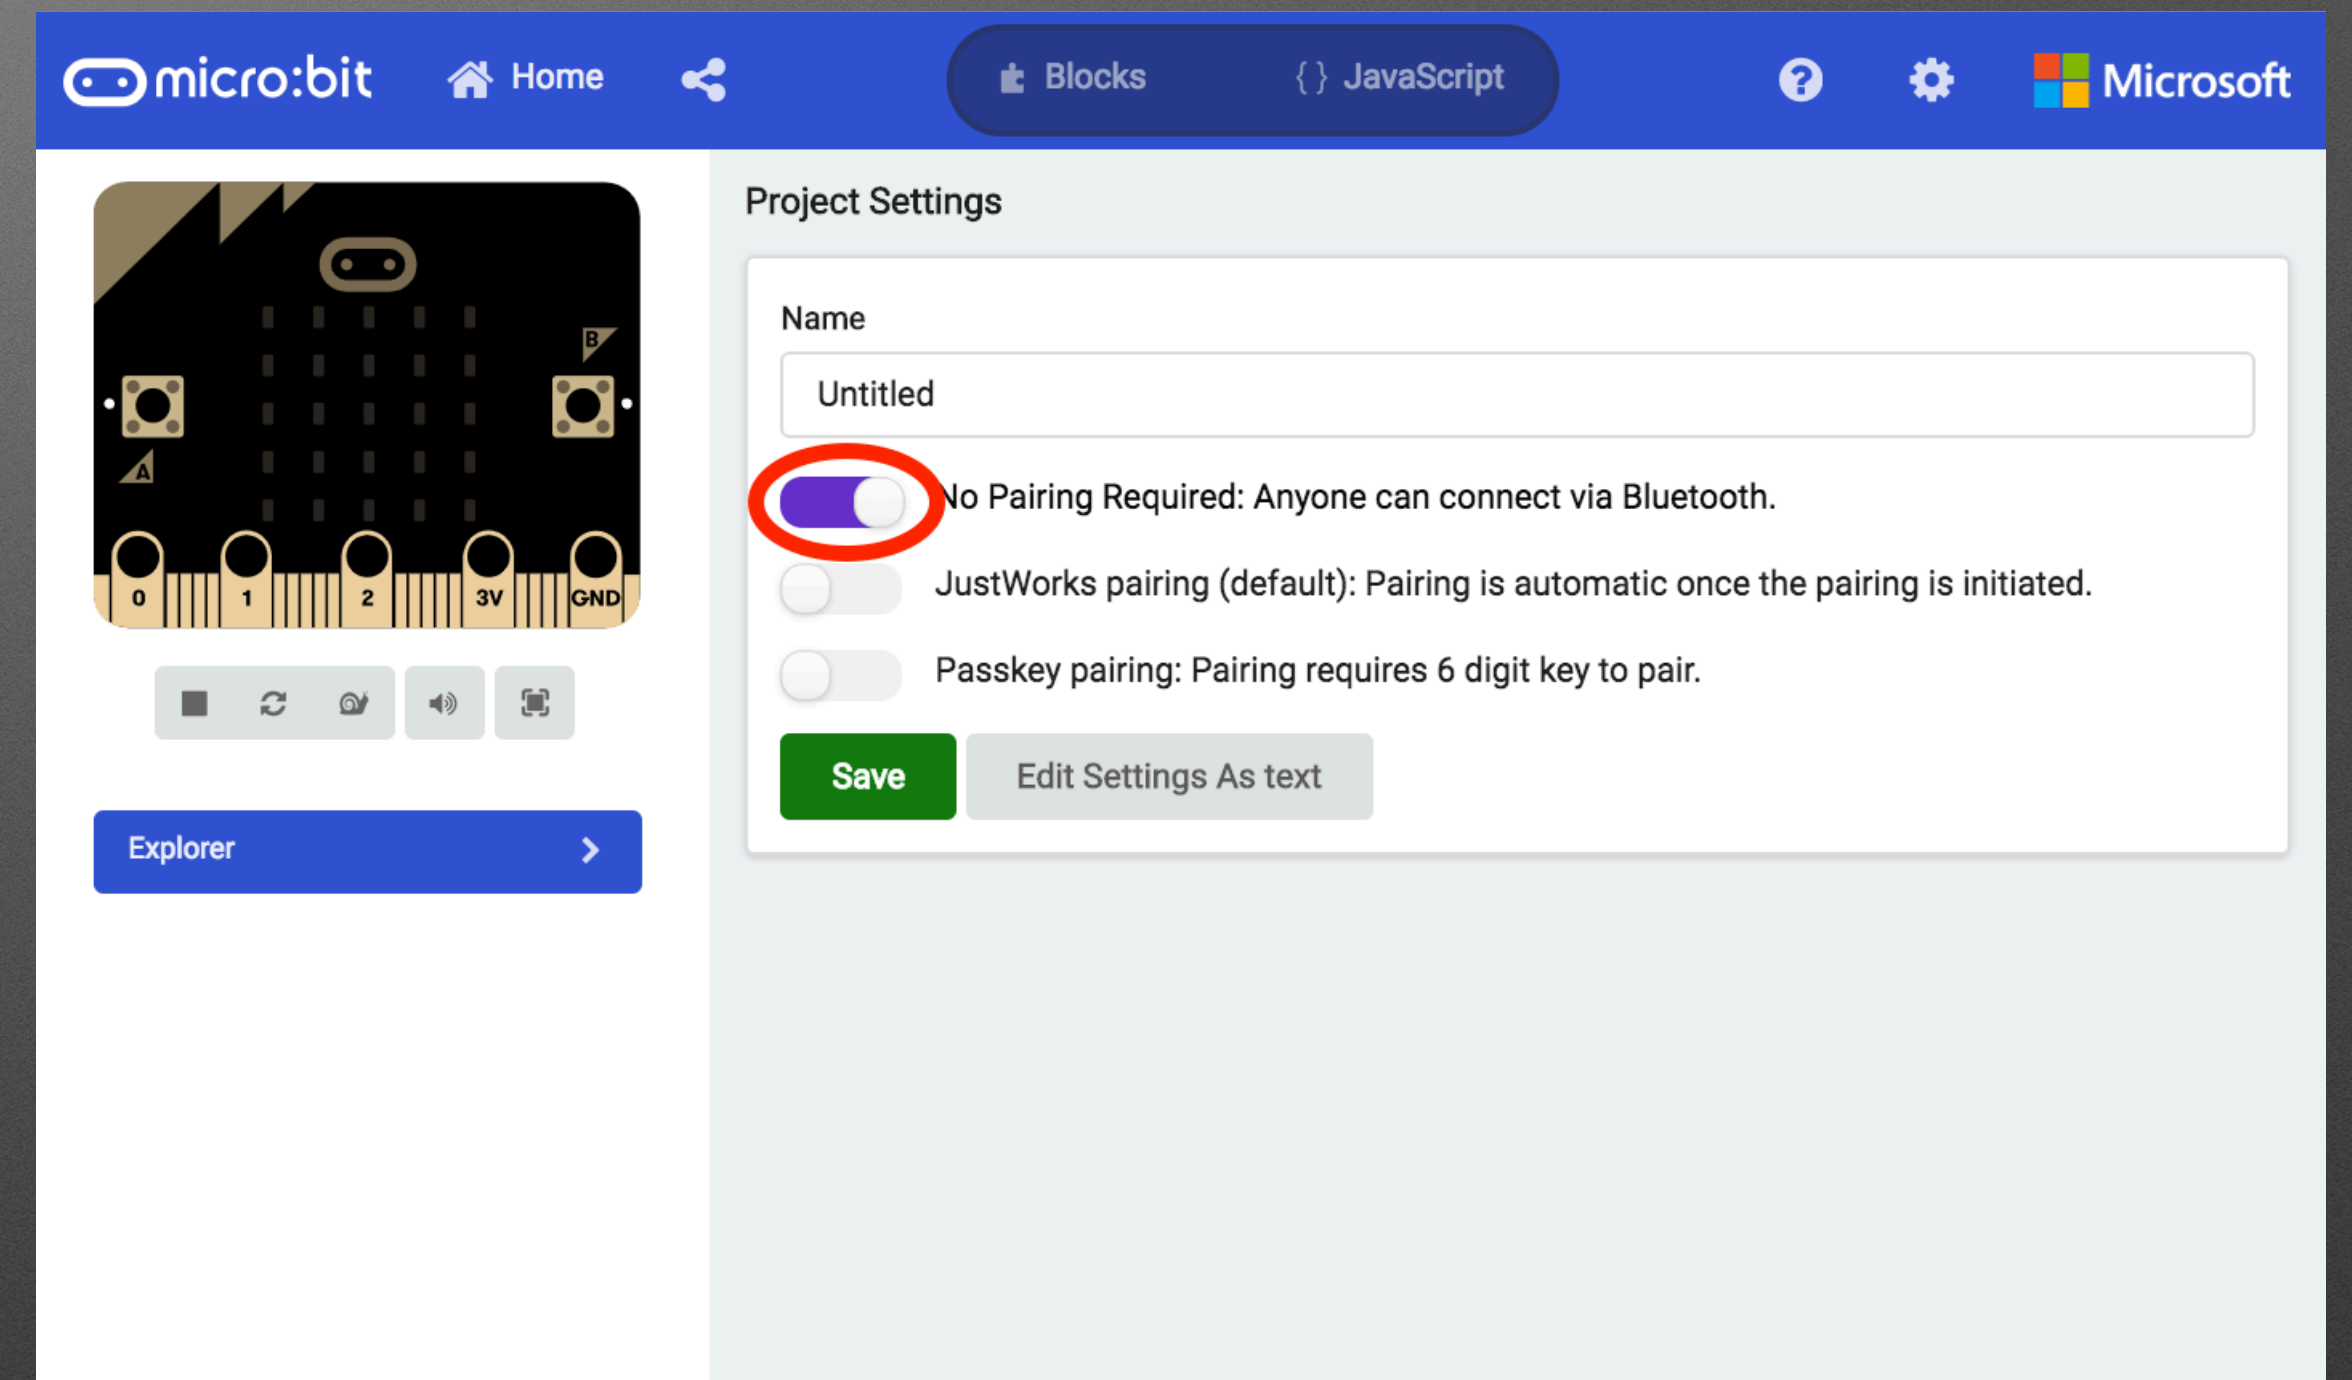 micro:bit Home Blocks {} JavaScript ? Microsoft
Project Settings
Name
Untitled
No Pairing Required: Anyone can connect via Bluetooth.
JustWorks pairing (default): Pairing is automatic once the pairing is initiated.
Passkey pairing: Pairing requires 6 digit key to pair.
Save Edit Settings As text
B
A
0 1 2 3V GND
Explorer